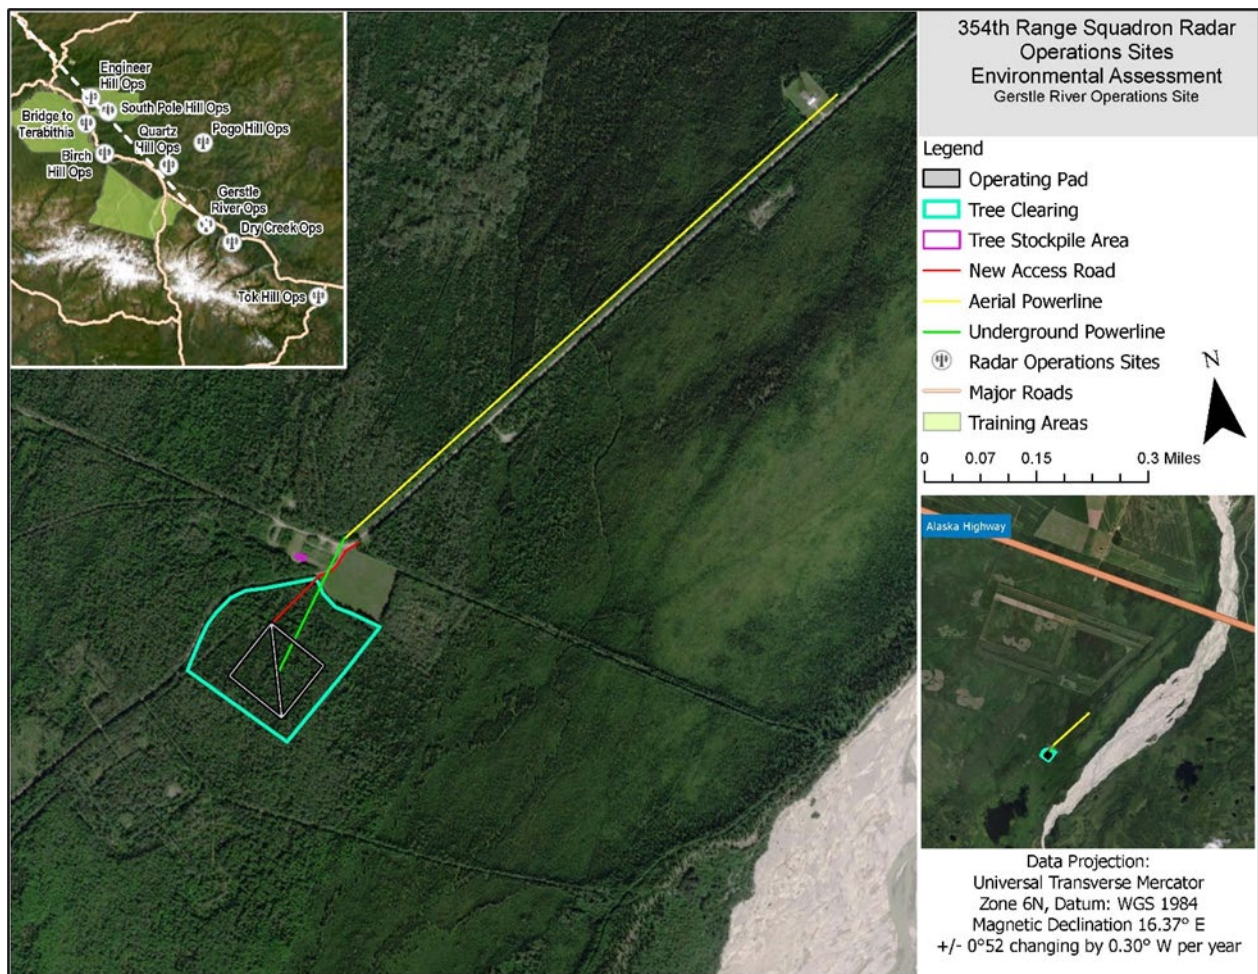 354th Range Squadron Radar
Operations Sites
Environmental Assessment
Gerstle River Operations Site
Engineer
Hill Ops
South Pole Hill Ops
Bridge to
Terabithia
Quartz
Hill Ops
Pogo Hill Ops
Birch
Hill Ops
Gerstle
River Ops
Dry Creek Ops
Tok Hill Ops
Legend
Operating Pad
Tree Clearing
Tree Stockpile Area
New Access Road
Aerial Powerline
Underground Powerline
Radar Operations Sites
N
Major Roads
Training Areas
0 0.07 0.15 0.3 Miles
Alaska Highway
Data Projection:
Universal Transverse Mercator
Zone 6N, Datum: WGS 1984
Magnetic Declination 16.37° E
+/- 0°52 changing by 0.30° W per year